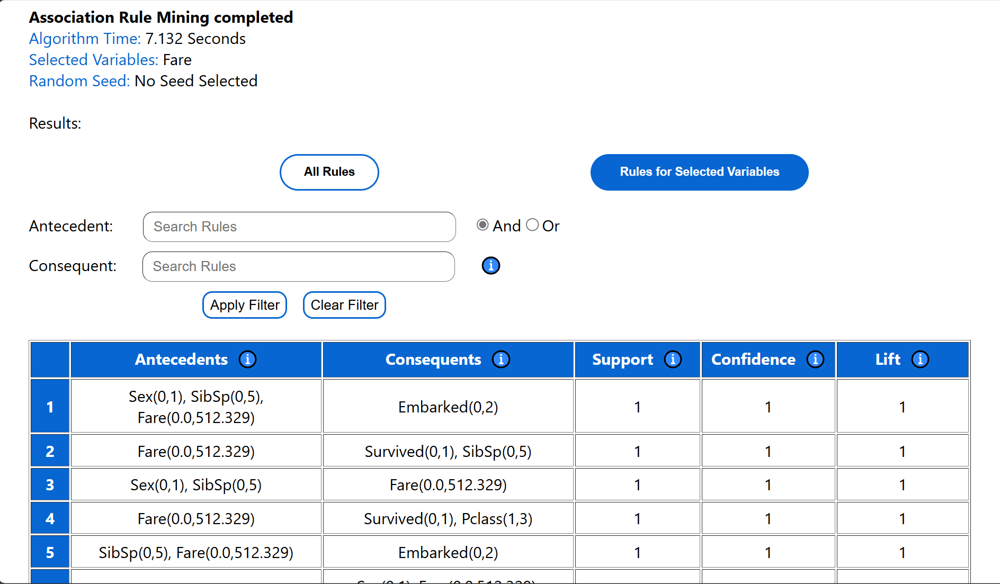 Association Rule Mining completed
Algorithm Time: 7.132 Seconds
Selected Variables: Fare
Random Seed: No Seed Selected
Results:
All Rules
Rules for Selected Variables
Antecedent:
Search Rules
And
Or
Consequent:
Search Rules
Apply Filter
Clear Filter
Antecedents
Consequents
Support
Confidence
Lift
1
Sex(0,1), SibSp(0,5),
Fare(0.0,512.329)
Embarked(0,2)
1
1
1
2
Fare(0.0,512.329)
Survived(0,1), SibSp(0,5)
1
1
1
3
Sex(0,1), SibSp(0,5)
Fare(0.0,512.329)
1
1
1
4
Fare(0.0,512.329)
Survived(0,1), Pclass(1,3)
1
1
1
5
SibSp(0,5), Fare(0.0,512.329)
Embarked(0,2)
1
1
1